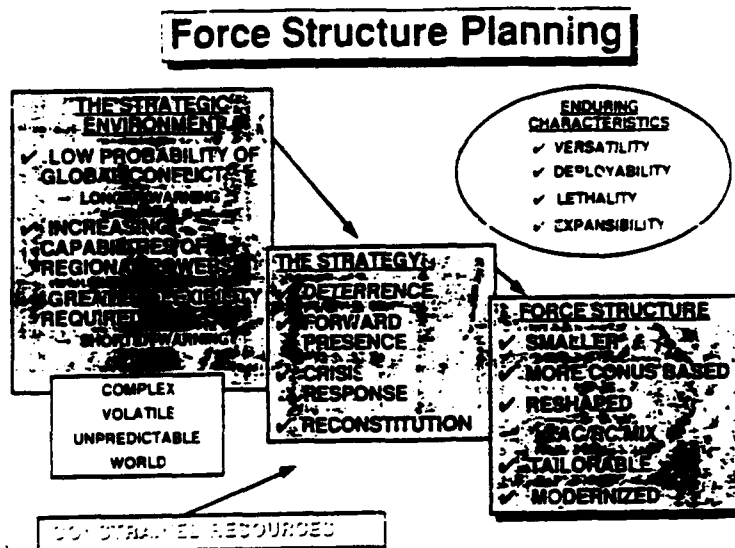 Force Structure Planning
THE STRATEGIC
ENVIRONMENT
✓ LOW PROBABILITY OF
GLOBAL CONFLICT
– LONGER WARNING
✓ INCREASING
CAPABILITIES OF
REGIONAL POWERS
✓ GREATER FLEXIBILITY
REQUIRED
– SHORTER WARNING
COMPLEX
VOLATILE
UNPREDICTABLE
WORLD
ENDURING
CHARACTERISTICS
✓ VERSATILITY
✓ DEPLOYABILITY
✓ LETHALITY
✓ EXPANSIBILITY
THE STRATEGY
✓ DETERRENCE
✓ FORWARD
PRESENCE
✓ CRISIS
RESPONSE
✓ RECONSTITUTION
FORCE STRUCTURE
✓ SMALLER
✓ MORE CONUS BASED
✓ RESHAPED
AC/RC MIX
✓ TAILORABLE
✓ MODERNIZED
CONSTRAINED RESOURCES